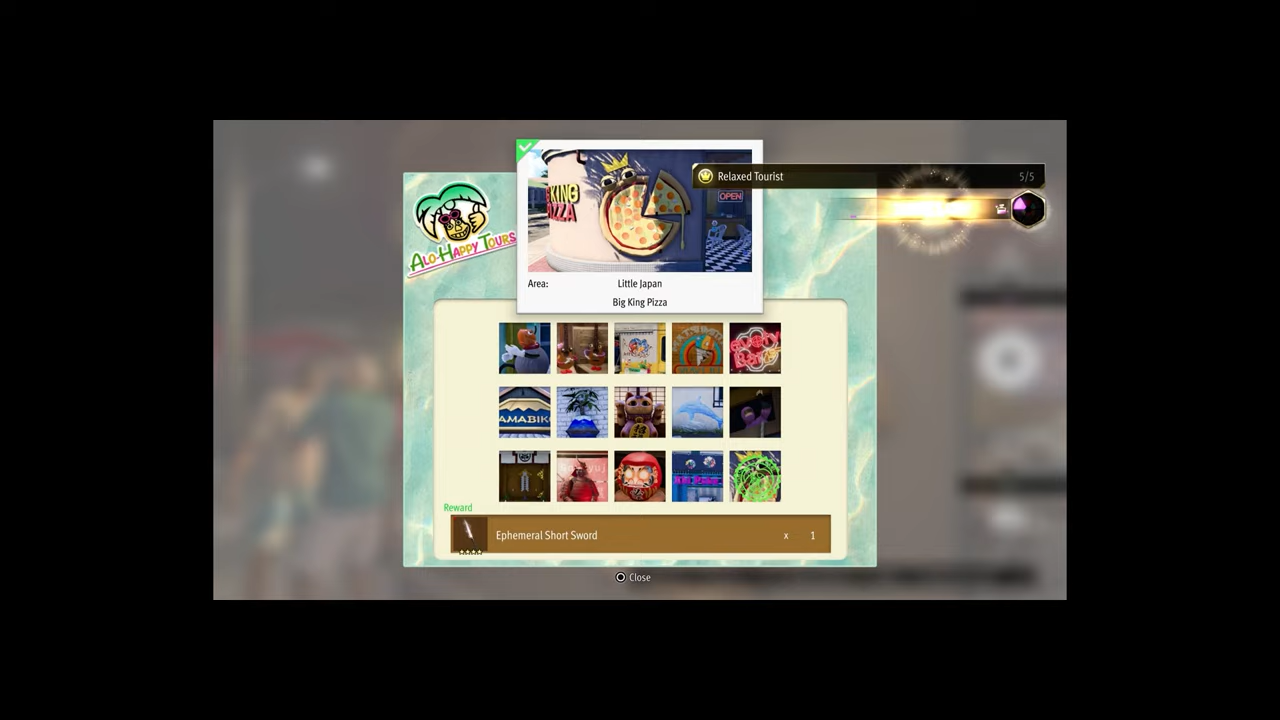 Relaxed Tourist
5/5
KING
PIZZA
OPEN
ALO-HAPPY TOURS
Area:
Little Japan
Big King Pizza
AMABIK
Reward
Ephemeral Short Sword
x
1
Close